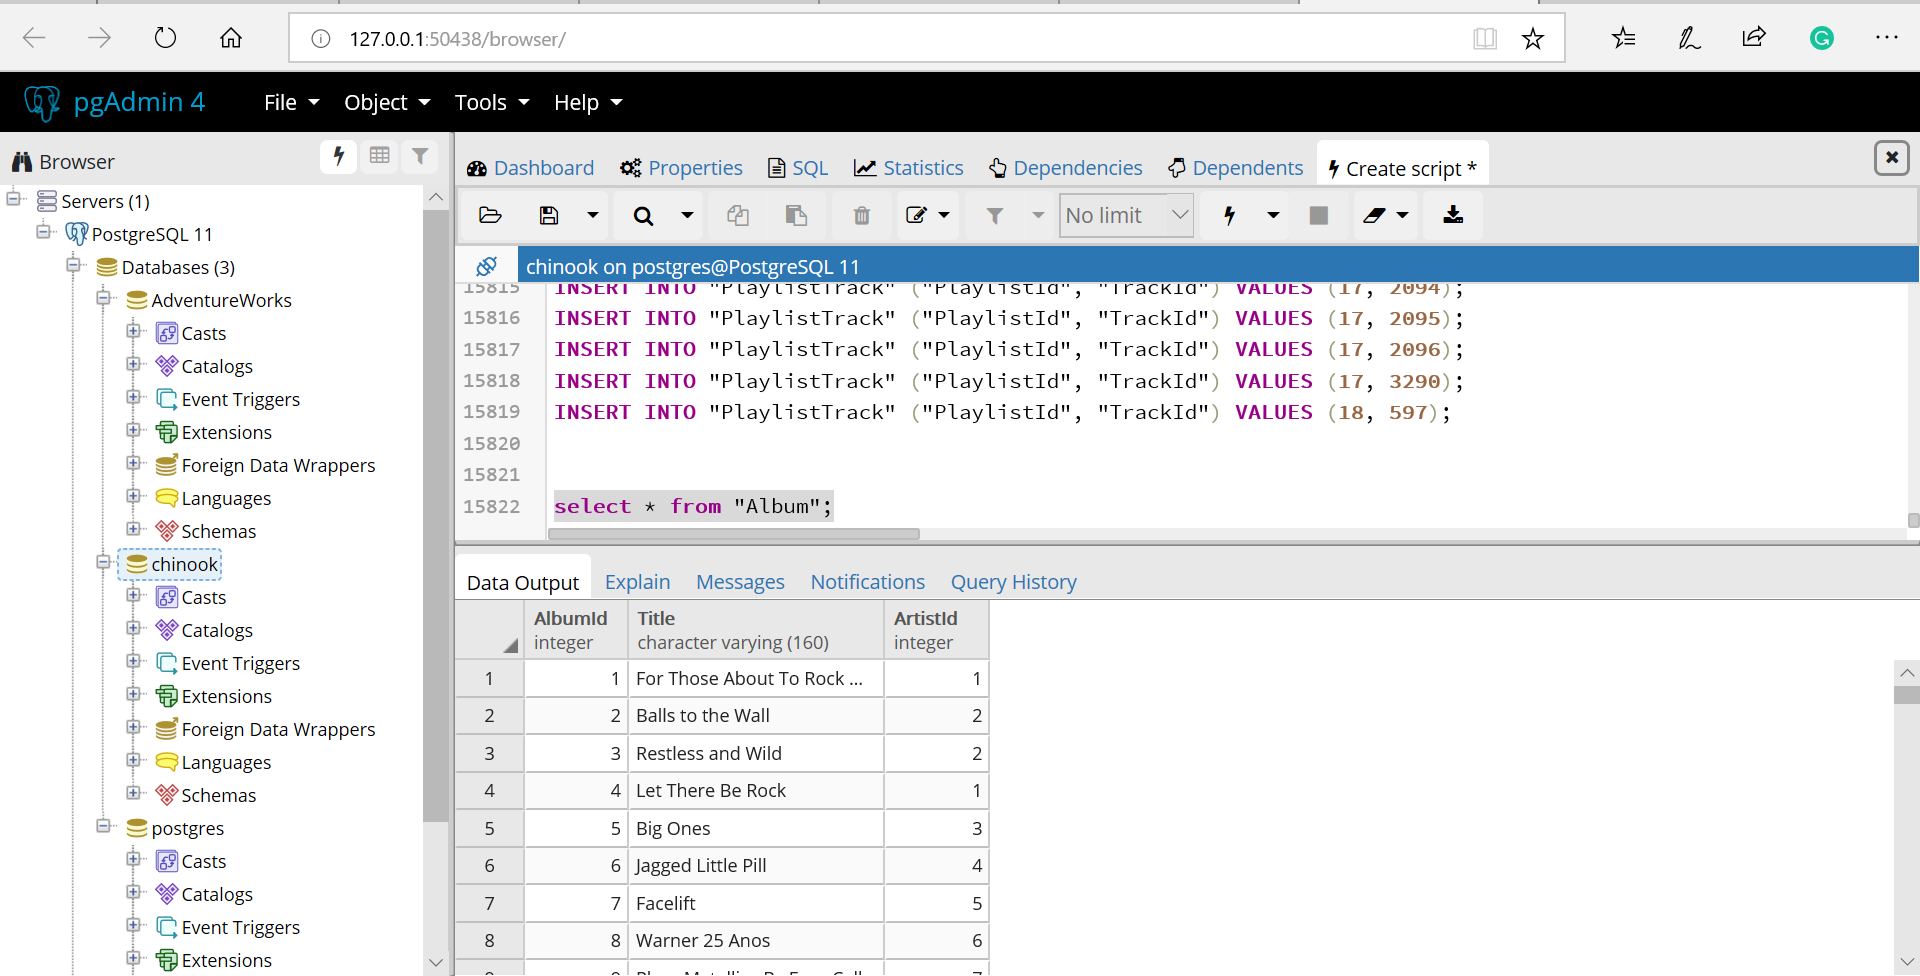 127.0.0.1:50438/browser/
pgAdmin 4 File Object Tools Help
Browser
Servers (1)
PostgreSQL 11
Databases (3)
AdventureWorks
Casts
Catalogs
Event Triggers
Extensions
Foreign Data Wrappers
Languages
Schemas
chinook
Casts
Catalogs
Event Triggers
Extensions
Foreign Data Wrappers
Languages
Schemas
postgres
Casts
Catalogs
Event Triggers
Extensions
Dashboard Properties SQL Statistics Dependencies Dependents Create script *
No limit
chinook on postgres@PostgreSQL 11
15815 INSERT INTO "PlaylistTrack" ("PlaylistId", "TrackId") VALUES (17, 2094);
15816 INSERT INTO "PlaylistTrack" ("PlaylistId", "TrackId") VALUES (17, 2095);
15817 INSERT INTO "PlaylistTrack" ("PlaylistId", "TrackId") VALUES (17, 2096);
15818 INSERT INTO "PlaylistTrack" ("PlaylistId", "TrackId") VALUES (17, 3290);
15819 INSERT INTO "PlaylistTrack" ("PlaylistId", "TrackId") VALUES (18, 597);
15820
15821
15822 select * from "Album";
Data Output Explain Messages Notifications Query History
AlbumId Title ArtistId
integer character varying (160) integer
1 1 For Those About To Rock ... 1
2 2 Balls to the Wall 2
3 3 Restless and Wild 2
4 4 Let There Be Rock 1
5 5 Big Ones 3
6 6 Jagged Little Pill 4
7 7 Facelift 5
8 8 Warner 25 Anos 6